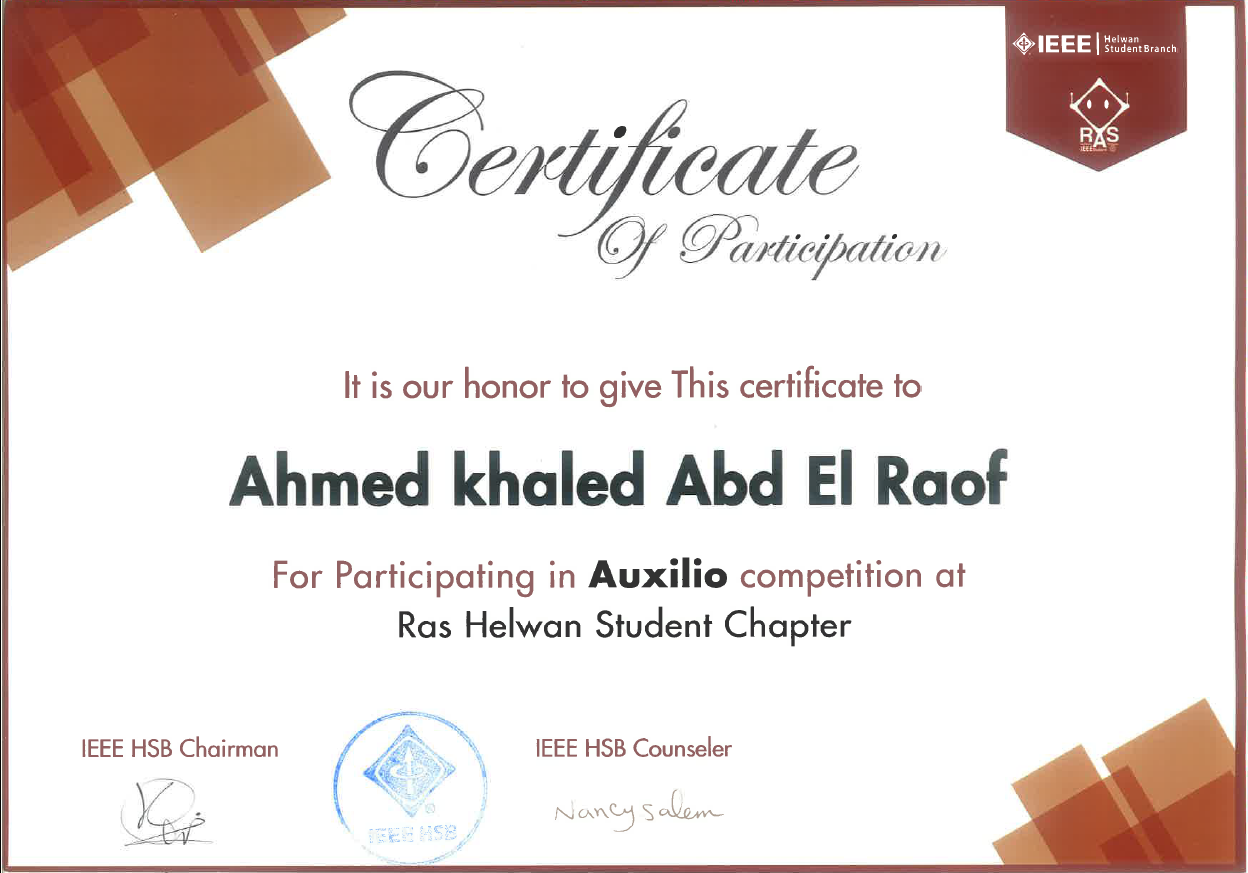 IEEE Helwan
Student Branch
RAS
Certificate
Of Participation
It is our honor to give This certificate to
Ahmed khaled Abd El Raof
For Participating in Auxilio competition at
Ras Helwan Student Chapter
IEEE HSB Chairman
IEEE HSB Counseler
Nancy Salem
IEEE HSB